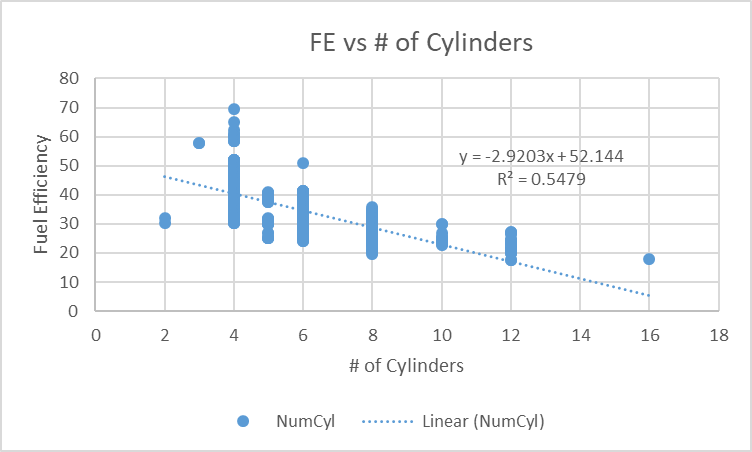 FE vs # of Cylinders
80
70
60
50
40
30
20
10
0
Fuel Efficiency
y = -2.9203x + 52.144
R² = 0.5479
0 2 4 6 8 10 12 14 16 18
# of Cylinders
NumCyl Linear (NumCyl)